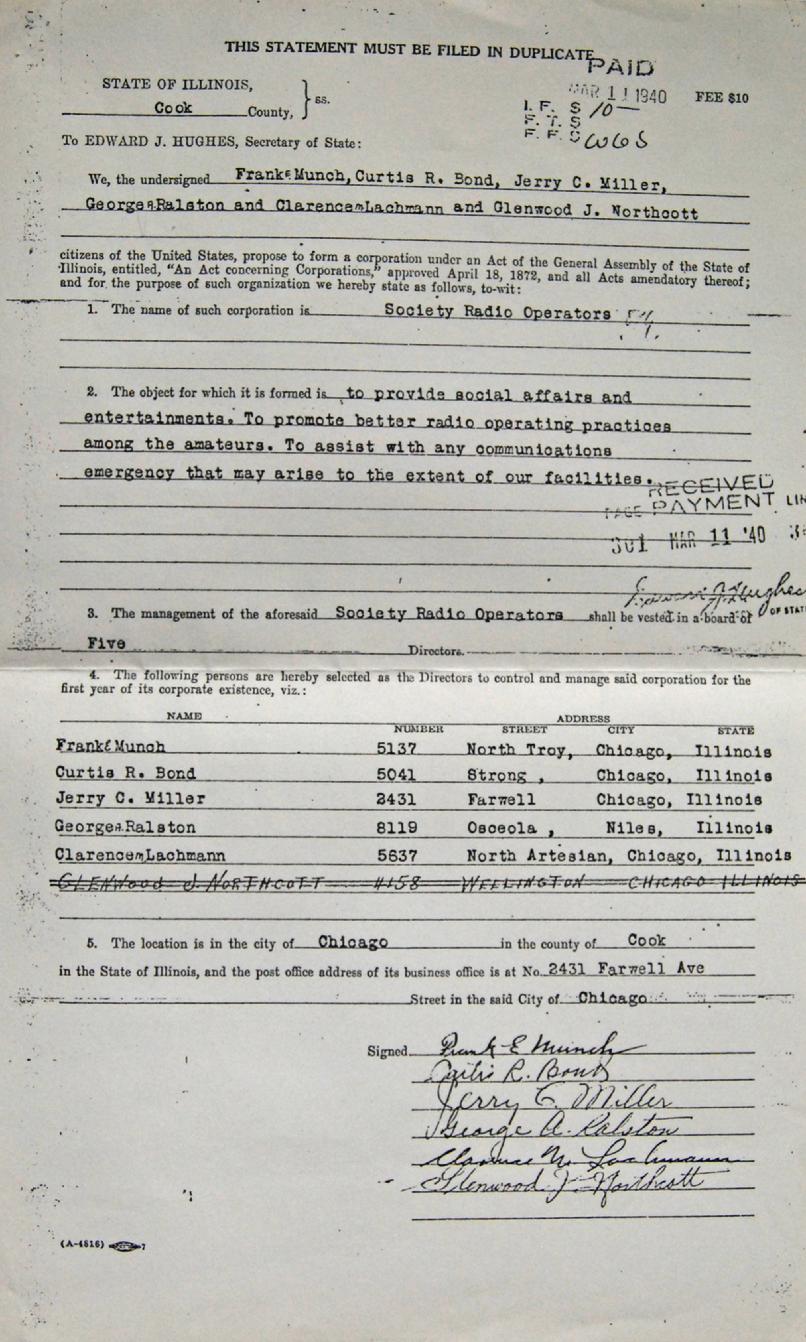 THIS STATEMENT MUST BE FILED IN DUPLICATE
PAID
STATE OF ILLINOIS,
Cook County, } ss.
MAR 11 1940
FEE $10
I. F. $ 10—
F. T. $
F. F. $
To EDWARD J. HUGHES, Secretary of State:
We, the undersigned Frank E Munch, Curtis R. Bond, Jerry C. Miller,
George A. Ralston and Clarence M Lachmann and Glenwood J. Northcott
citizens of the United States, propose to form a corporation under an Act of the General Assembly of the State of
Illinois, entitled, "An Act concerning Corporations," approved April 18, 1872, and all Acts amendatory thereof;
and for the purpose of such organization we hereby state as follows, to-wit:
1. The name of such corporation is Society Radio Operators
2. The object for which it is formed is to provide social affairs and
entertainments. To promote better radio operating practices
among the amateurs. To assist with any communications
emergency that may arise to the extent of our facilities.
RECEIVED
PAYMENT
MAR 11 '40
3. The management of the aforesaid Society Radio Operators shall be vested in a board of
Five Directors.
4. The following persons are hereby selected as the Directors to control and manage said corporation for the
first year of its corporate existence, viz.:
NAME ADDRESS
NUMBER STREET CITY STATE
Frank E Munch 5137 North Troy, Chicago, Illinois
Curtis R. Bond 5041 Strong , Chicago, Illinois
Jerry C. Miller 2431 Farwell Chicago, Illinois
George A. Ralston 8119 Osceola , Niles, Illinois
Clarence M Lachmann 5637 North Artesian, Chicago, Illinois
GLENWOOD J NORTHCOTT 4158 WELLINGTON CHICAGO ILLINOIS
5. The location is in the city of Chicago in the county of Cook
in the State of Illinois, and the post office address of its business office is at No. 2431 Farwell Ave
Street in the said City of Chicago
Signed Frank E Munch
Curtis R. Bond
Jerry C. Miller
George A. Ralston
Clarence M. Lachmann
Glenwood J. Northcott
(A-4816) 7